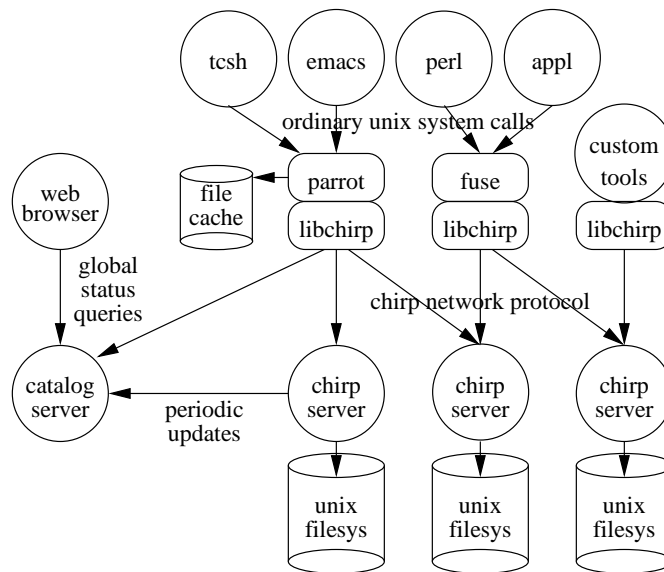 tcsh
emacs
perl
appl
ordinary unix system calls
custom
tools
web
browser
file
cache
parrot
fuse
libchirp
libchirp
libchirp
global
status
queries
chirp network protocol
catalog
server
periodic
updates
chirp
server
chirp
server
chirp
server
unix
filesys
unix
filesys
unix
filesys